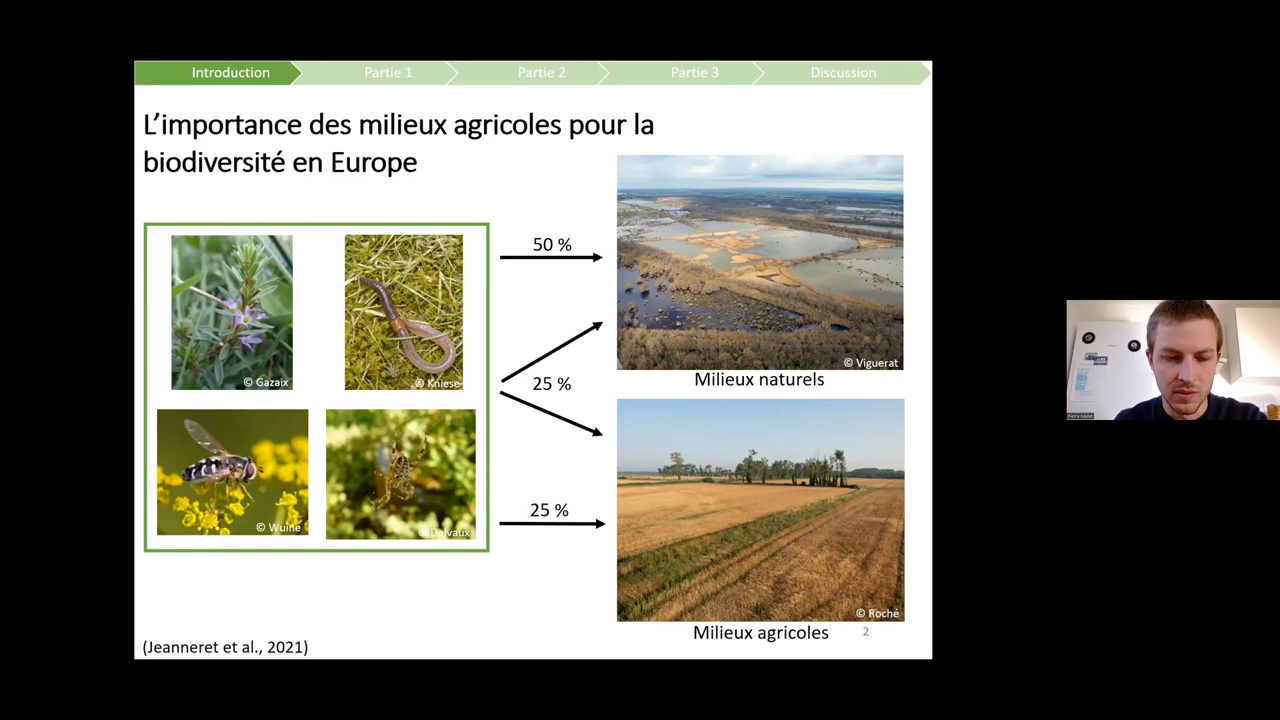 Introduction
Partie 1
Partie 2
Partie 3
Discussion
L'importance des milieux agricoles pour la
biodiversité en Europe
© Gazaix
© Kniese
© Wuine
© Delvaux
50 %
25 %
25 %
© Viguerat
Milieux naturels
© Roché
Milieux agricoles
2
(Jeanneret et al., 2021)